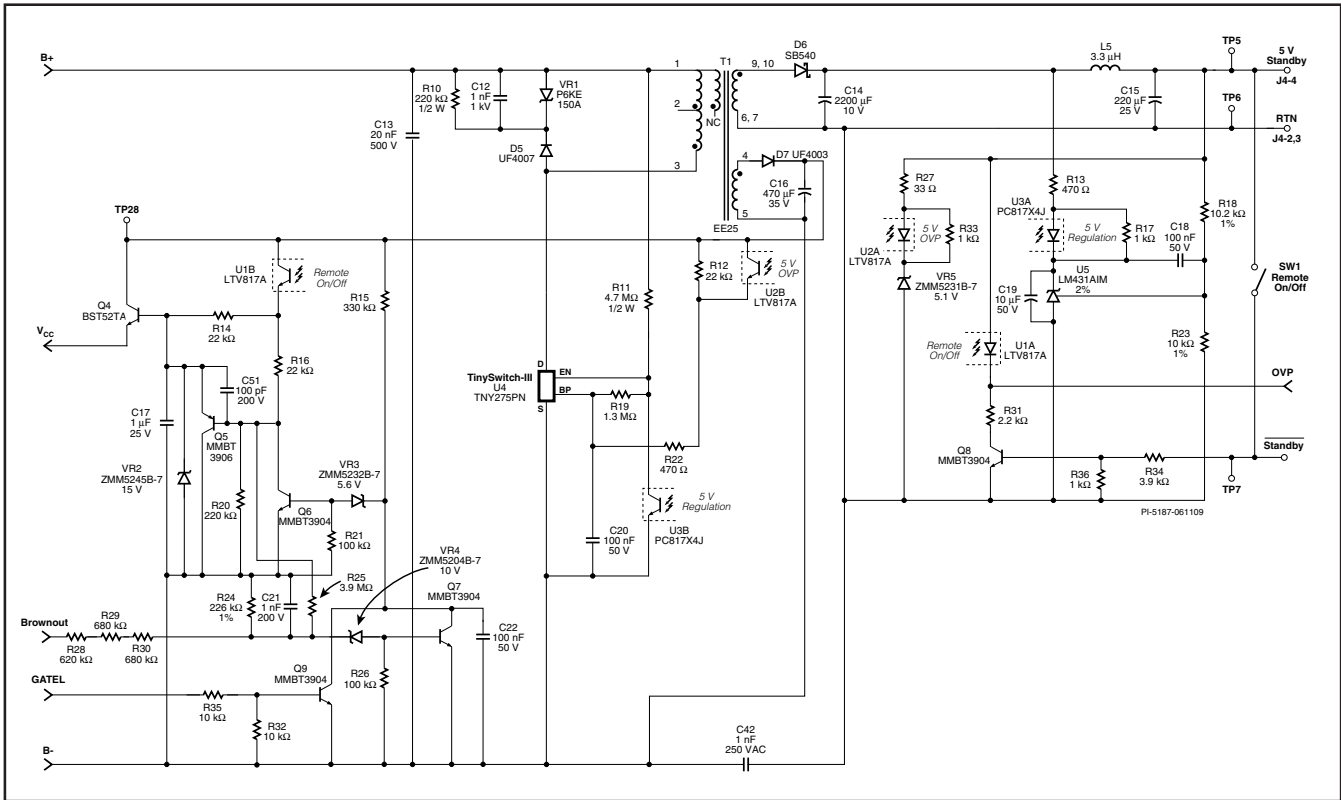 B+
R10
220 kΩ
1/2 W
C12
1 nF
1 kV
VR1
P6KE
150A
C13
20 nF
500 V
D5
UF4007
1
2
3
T1
NC
9, 10
6, 7
4
5
EE25
D6
SB540
C14
2200 µF
10 V
L5
3.3 µH
C15
220 µF
25 V
TP5
5 V
Standby
J4-4
TP6
RTN
J4-2,3
D7 UF4003
C16
470 µF
35 V
TP28
U1B
LTV817A
Remote
On/Off
Q4
BST52TA
VCC
R14
22 kΩ
R15
330 kΩ
R16
22 kΩ
C51
100 pF
200 V
C17
1 µF
25 V
Q5
MMBT
3906
VR2
ZMM5245B-7
15 V
R20
220 kΩ
Q6
MMBT3904
VR3
ZMM5232B-7
5.6 V
R21
100 kΩ
R11
4.7 MΩ
1/2 W
R12
22 kΩ
5 V
OVP
U2B
LTV817A
D
EN
BP
S
TinySwitch-III
U4
TNY275PN
R19
1.3 MΩ
R22
470 Ω
5 V
Regulation
U3B
PC817X4J
C20
100 nF
50 V
R27
33 Ω
5 V
OVP
R33
1 kΩ
U2A
LTV817A
VR5
ZMM5231B-7
5.1 V
R13
470 Ω
U3A
PC817X4J
5 V
Regulation
R17
1 kΩ
C18
100 nF
50 V
R18
10.2 kΩ
1%
U5
LM431AIM
2%
C19
10 µF
50 V
SW1
Remote
On/Off
R23
10 kΩ
1%
Remote
On/Off
U1A
LTV817A
OVP
R31
2.2 kΩ
Q8
MMBT3904
R36
1 kΩ
R34
3.9 kΩ
Standby
TP7
PI-5187-061109
VR4
ZMM5204B-7
10 V
R25
3.9 MΩ
R24
226 kΩ
1%
C21
1 nF
200 V
Q7
MMBT3904
C22
100 nF
50 V
Brownout
R28
620 kΩ
R29
680 kΩ
R30
680 kΩ
GATEL
Q9
MMBT3904
R26
100 kΩ
R35
10 kΩ
R32
10 kΩ
C42
1 nF
250 VAC
B-